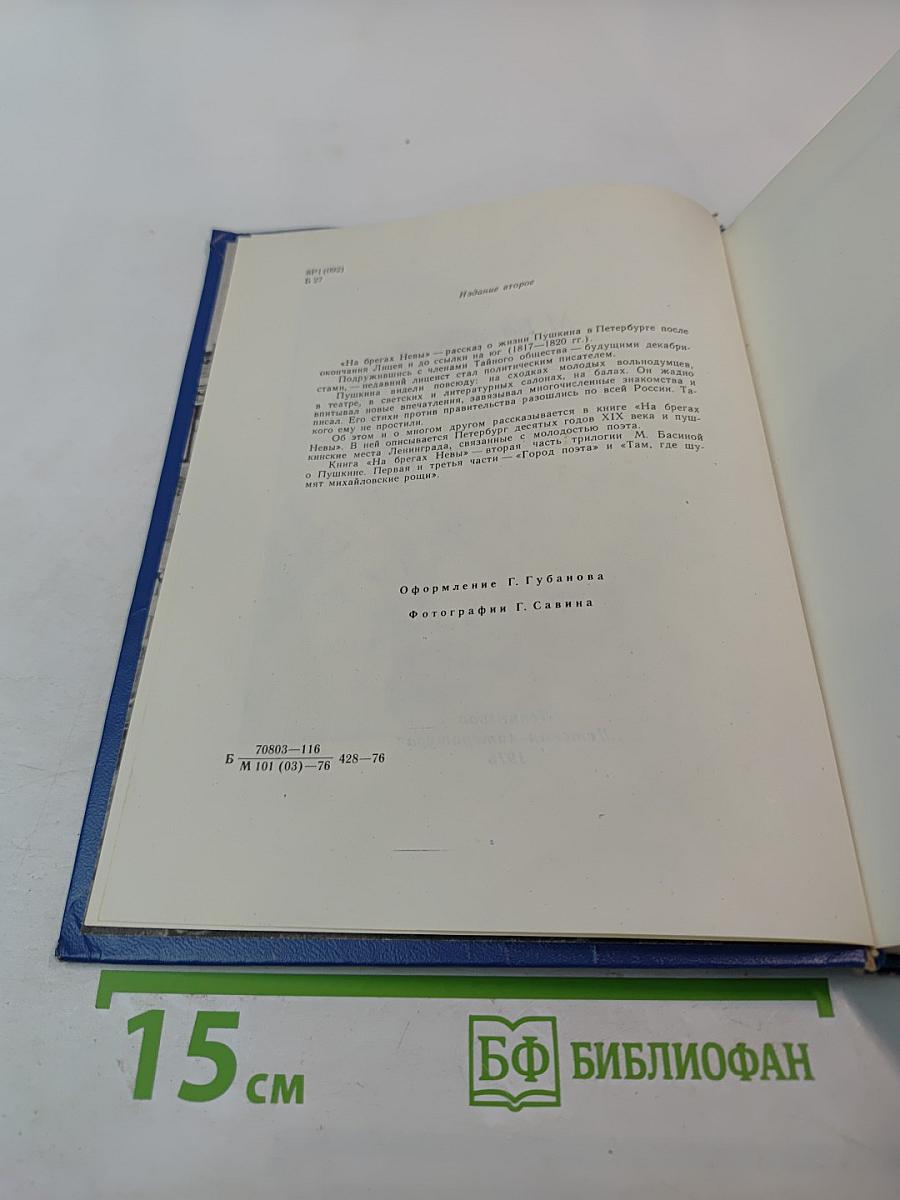 8Р1(092)
Б 27
Издание второе
«На брегах Невы» — рассказ о жизни Пушкина в Петербурге после
окончания Лицея и до ссылки на юг (1817—1820 гг.).
Подружившись с членами Тайного общества — будущими декабри-
стами, — недавний лицеист стал политическим писателем.
Пушкина видели повсюду: на сходках молодых вольнодумцев,
в театре, в светских и литературных салонах, на балах. Он жадно
впитывал новые впечатления, завязывал многочисленные знакомства и
писал. Его стихи против правительства разошлись по всей России. Та-
кого ему не простили.
Об этом и о многом другом рассказывается в книге «На брегах
Невы». В ней описывается Петербург десятых годов XIX века и пуш-
кинские места Ленинграда, связанные с молодостью поэта.
Книга «На брегах Невы» — вторая часть трилогии М. Басиной
о Пушкине. Первая и третья части — «Город поэта» и «Там, где шу-
мят михайловские рощи».
Оформление Г. Губанова
Фотографии Г. Савина
Б 70803—116 428—76
М 101 (03)—76
15 см
БФ БИБЛИОФАН